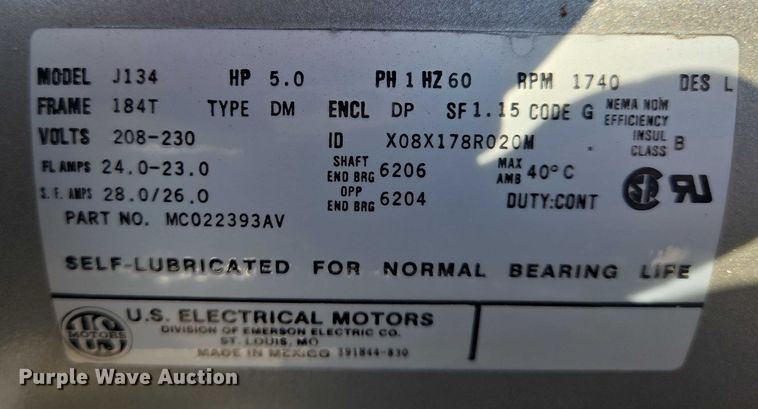 MODEL J134 HP 5.0 PH 1 HZ 60 RPM 1740 DES L
FRAME 184T TYPE DM ENCL DP SF 1.15 CODE G NEMA NOM EFFICIENCY
VOLTS 208-230 ID X08X178R020M INSUL CLASS B
FL AMPS 24.0-23.0 SHAFT END BRG 6206 MAX AMB 40°C
S.F. AMPS 28.0/26.0 OPP END BRG 6204 DUTY:CONT
PART NO. MC022393AV
SELF-LUBRICATED FOR NORMAL BEARING LIFE
US MOTORS
U.S. ELECTRICAL MOTORS
DIVISION OF EMERSON ELECTRIC CO.
ST. LOUIS, MO
MADE IN MEXICO 391844-830
Purple Wave Auction